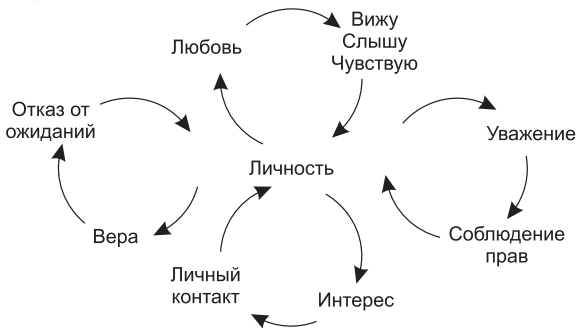 Любовь
Вижу
Слышу
Чувствую
Отказ от
ожиданий
Уважение
Личность
Вера
Соблюдение
прав
Личный
контакт
Интерес